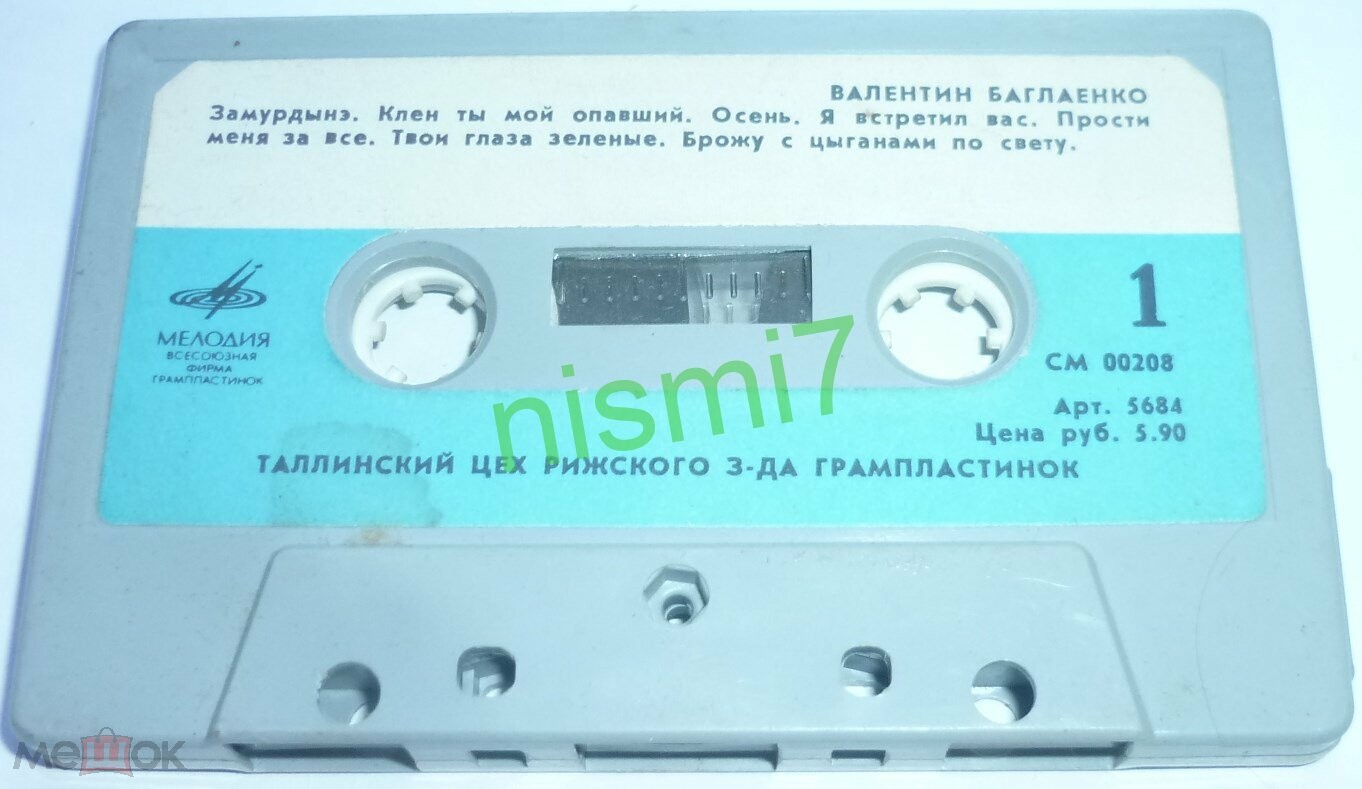 ВАЛЕНТИН БАГЛАЕНКО
Замурдынэ. Клен ты мой опавший. Осень. Я встретил вас. Прости
меня за все. Твои глаза зеленые. Брожу с цыганами по свету.
МЕЛОДИЯ
ВСЕСОЮЗНАЯ
ФИРМА
ГРАМПЛАСТИНОК
1
СМ 00208
Арт. 5684
Цена руб. 5.90
nismi7
ТАЛЛИНСКИЙ ЦЕХ РИЖСКОГО З-ДА ГРАМПЛАСТИНОК
мешок